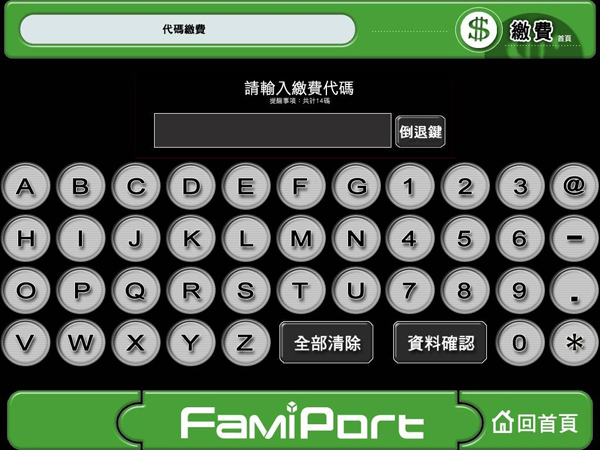 代碼繳費
繳費 首頁
請輸入繳費代碼
提醒事項：共計14碼
倒退鍵
A B C D E F G 1 2 3 @
H I J K L M N 4 5 6 -
O P Q R S T U 7 8 9 .
V W X Y Z 全部清除 資料確認 0 *
FamiPort
回首頁